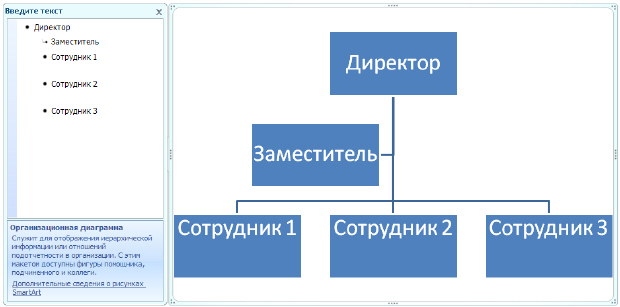 Введите текст
Директор
Заместитель
Сотрудник 1
Сотрудник 2
Сотрудник 3
Организационная диаграмма
Служит для отображения иерархической
информации или отношений
подотчетности в организации. С этим
макетом доступны фигуры помощника,
подчиненного и коллеги.
Дополнительные сведения о рисунках
SmartArt
Директор
Заместитель
Сотрудник 1
Сотрудник 2
Сотрудник 3